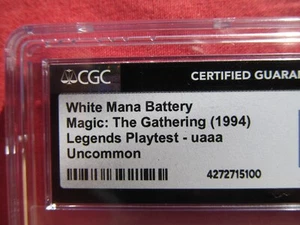 CGC
CERTIFIED GUARA
White Mana Battery
Magic: The Gathering (1994)
Legends Playtest - uaaa
Uncommon
4272715100